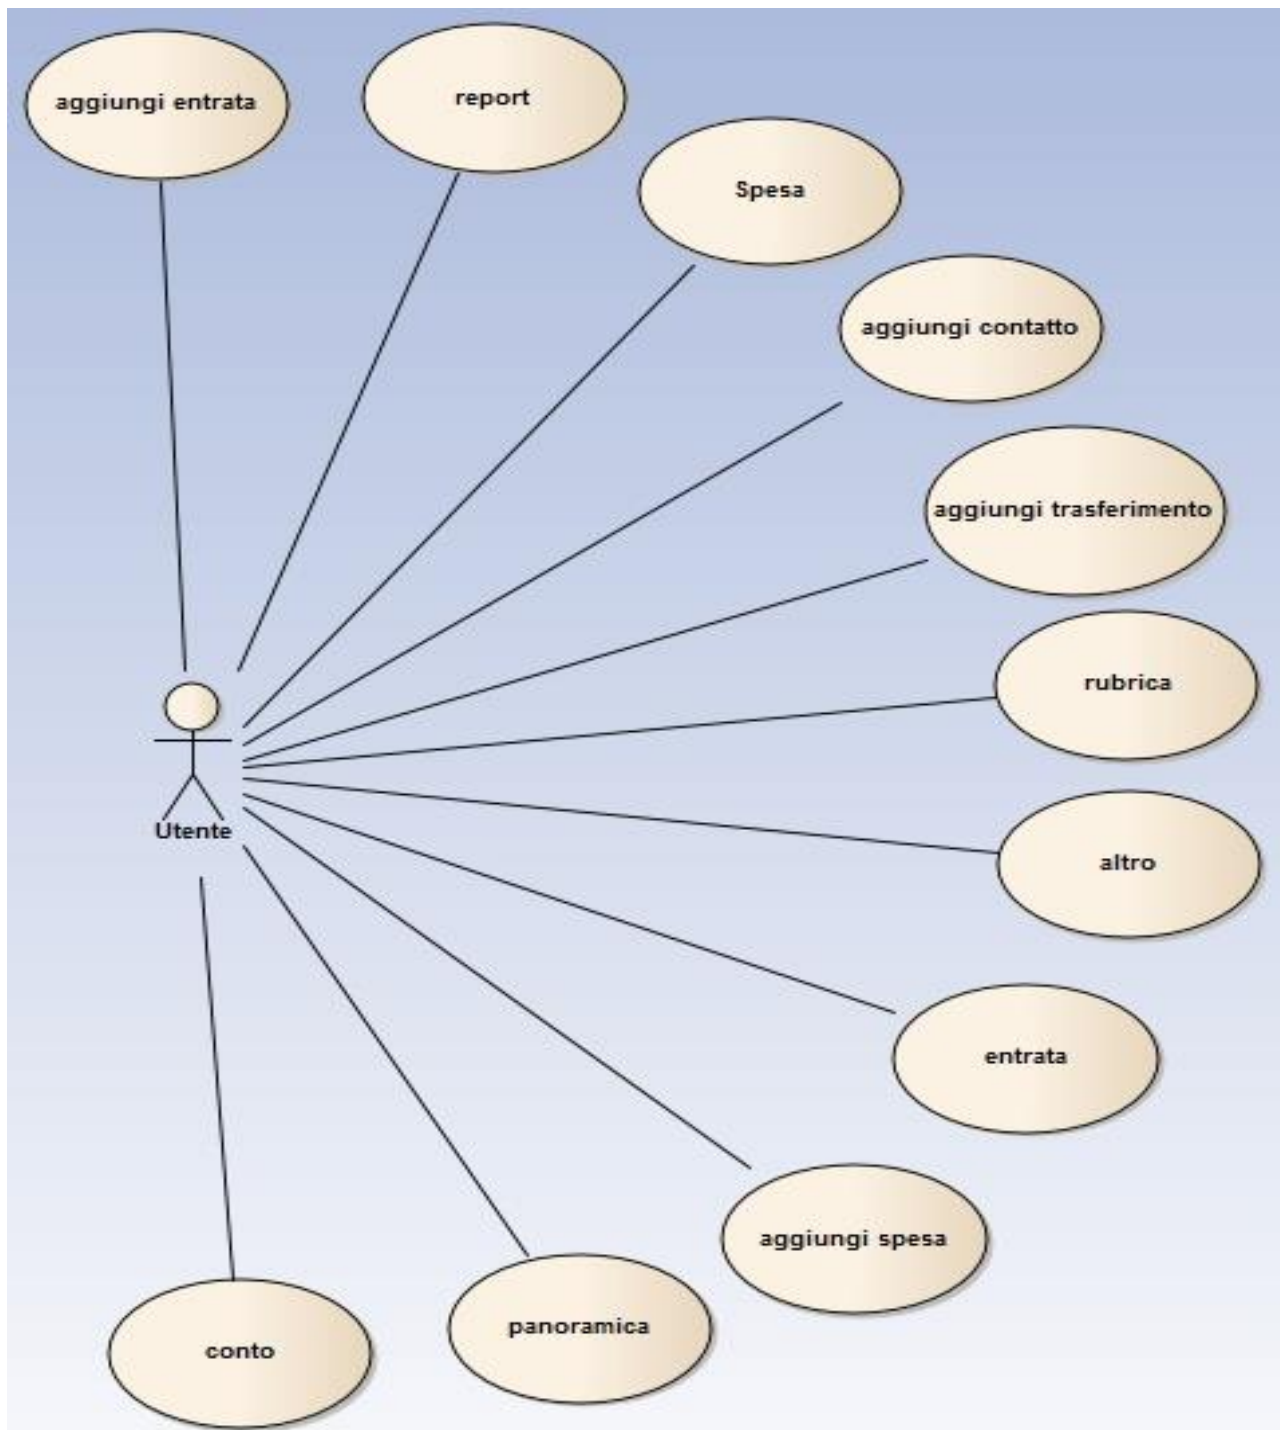 aggiungi entrata
report
Spesa
aggiungi contatto
aggiungi trasferimento
rubrica
Utente
altro
entrata
aggiungi spesa
panoramica
conto